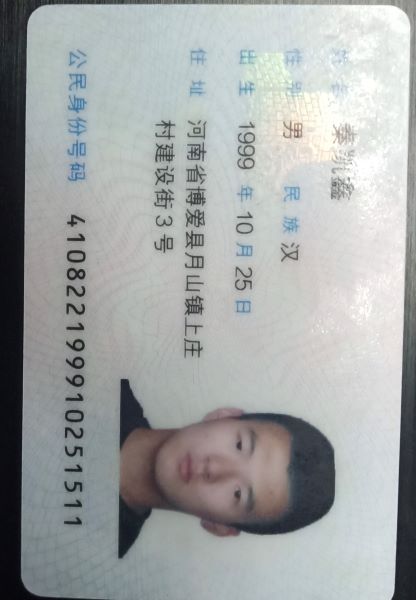 姓名 秦凯鑫
性别 男 民族 汉
出生 1999 年 10 月 25 日
住址 河南省博爱县月山镇上庄
村建设街3号
公民身份号码 410822199910251511